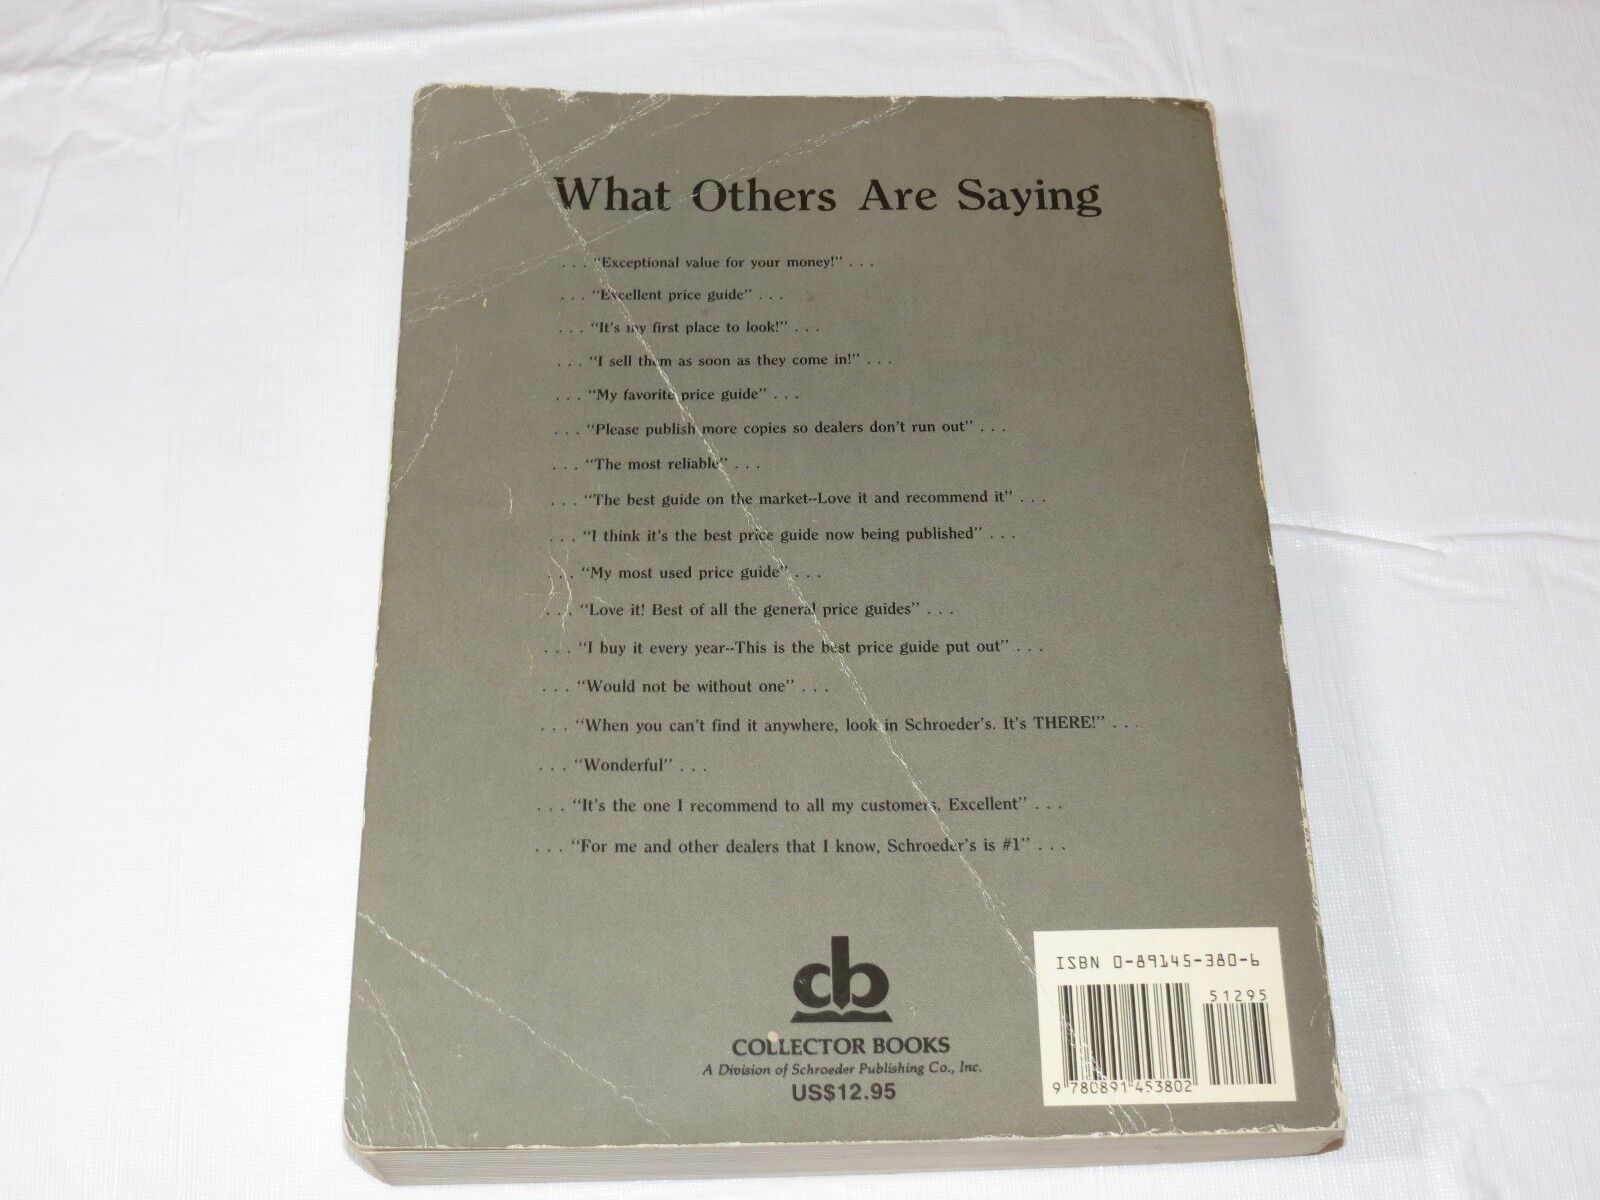 What Others Are Saying
. . . "Exceptional value for your money!" . . .
. . . "Excellent price guide" . . .
. . . "It's my first place to look!" . . .
. . . "I sell them as soon as they come in!" . . .
. . . "My favorite price guide" . . .
. . . "Please publish more copies so dealers don't run out" . . .
. . . "The most reliable" . . .
. . . "The best guide on the market--Love it and recommend it" . . .
. . . "I think it's the best price guide now being published" . . .
. . . "My most used price guide" . . .
. . . "Love it! Best of all the general price guides" . . .
. . . "I buy it every year--This is the best price guide put out" . . .
. . . "Would not be without one" . . .
. . . "When you can't find it anywhere, look in Schroeder's. It's THERE!" . . .
. . . "Wonderful" . . .
. . . "It's the one I recommend to all my customers. Excellent" . . .
. . . "For me and other dealers that I know, Schroeder's is #1" . . .
cb
COLLECTOR BOOKS
A Division of Schroeder Publishing Co., Inc.
US$12.95
ISBN 0-89145-380-6
51295
9 780891 453802